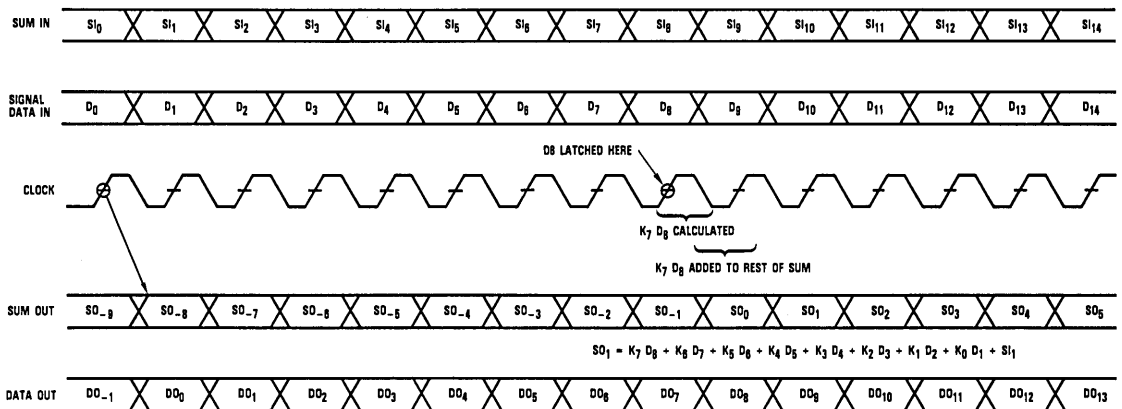 SUM IN SI0 SI1 SI2 SI3 SI4 SI5 SI6 SI7 SI8 SI9 SI10 SI11 SI12 SI13 SI14
SIGNAL
DATA IN D0 D1 D2 D3 D4 D5 D6 D7 D8 D9 D10 D11 D12 D13 D14
D8 LATCHED HERE
CLOCK
K7 D8 CALCULATED
K7 D8 ADDED TO REST OF SUM
SUM OUT SO-9 SO-8 SO-7 SO-6 SO-5 SO-4 SO-3 SO-2 SO-1 SO0 SO1 SO2 SO3 SO4 SO5
SO1 = K7 D8 + K6 D7 + K5 D6 + K4 D5 + K3 D4 + K2 D3 + K1 D2 + K0 D1 + SI1
DATA OUT DO-1 DO0 DO1 DO2 DO3 DO4 DO5 DO6 DO7 DO8 DO9 DO10 DO11 DO12 DO13